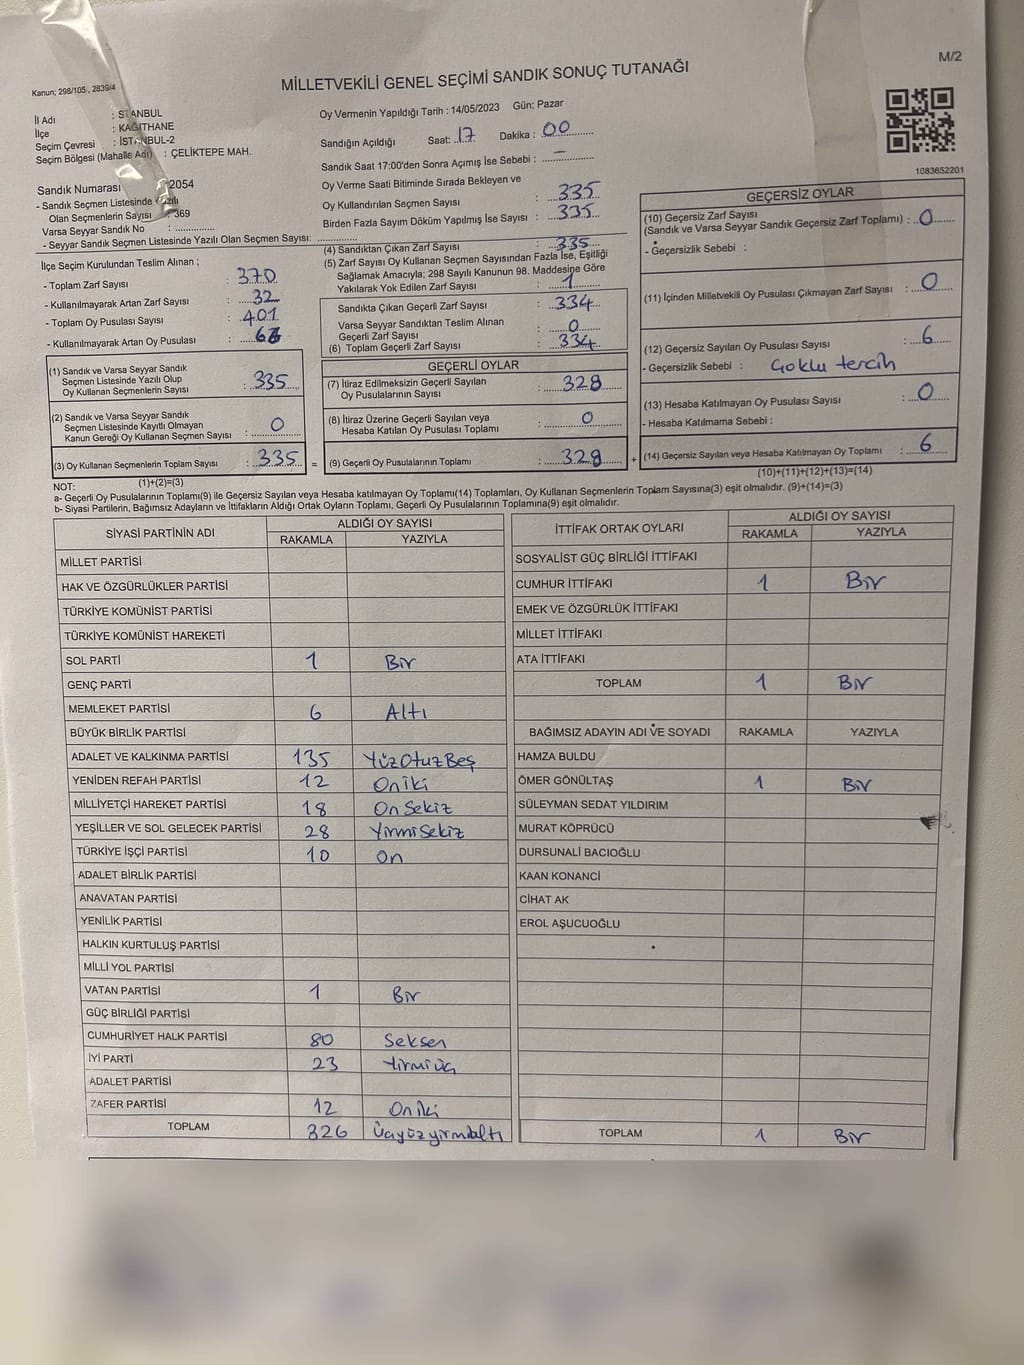 M/2
MİLLETVEKİLİ GENEL SEÇİMİ SANDIK SONUÇ TUTANAĞI
Kanun; 298/105 , 2839/4
İl Adı : STANBUL
İlçe : KAĞITHANE
Seçim Çevresi : İSTANBUL-2
Seçim Bölgesi (Mahalle Adı) : ÇELİKTEPE MAH.
Oy Vermenin Yapıldığı Tarih : 14/05/2023 Gün: Pazar
Sandığın Açıldığı Saat: 17 Dakika : 00
Sandık Saat 17:00'den Sonra Açımış İse Sebebi : –
1083652201
Sandık Numarası 2054
- Sandık Seçmen Listesinde
Olan Seçmenlerin Sayısı : 369
Varsa Seyyar Sandık No :
- Seyyar Sandık Seçmen Listesinde Yazılı Olan Seçmen Sayısı:
Oy Verme Saati Bitiminde Sırada Bekleyen ve
Oy Kullandırılan Seçmen Sayısı : 335
Birden Fazla Sayım Döküm Yapılmış İse Sayısı : 335
İlçe Seçim Kurulundan Teslim Alınan ;
- Toplam Zarf Sayısı : 370
- Kullanılmayarak Artan Zarf Sayısı : 32
- Toplam Oy Pusulası Sayısı : 401
- Kullanılmayarak Artan Oy Pusulası :
(4) Sandıktan Çıkan Zarf Sayısı : 335
(5) Zarf Sayısı Oy Kullanan Seçmen Sayısından Fazla İse, Eşitliği
Sağlamak Amacıyla; 298 Sayılı Kanunun 98. Maddesine Göre
Yakılarak Yok Edilen Zarf Sayısı : 1
Sandıkta Çıkan Geçerli Zarf Sayısı : 334
Varsa Seyyar Sandıktan Teslim Alınan
Geçerli Zarf Sayısı : 0
(6) Toplam Geçerli Zarf Sayısı : 334
GEÇERSİZ OYLAR
(10) Geçersiz Zarf Sayısı
(Sandık ve Varsa Seyyar Sandık Geçersiz Zarf Toplamı) : 0
- Geçersizlik Sebebi :
(11) İçinden Milletvekili Oy Pusulası Çıkmayan Zarf Sayısı : 0
(12) Geçersiz Sayılan Oy Pusulası Sayısı : 6
- Geçersizlik Sebebi : Çoklu tercih
(13) Hesaba Katılmayan Oy Pusulası Sayısı : 0
- Hesaba Katılmama Sebebi :
(14) Geçersiz Sayılan veya Hesaba Katılmayan Oy Toplamı : 6
(10)+(11)+(12)+(13)=(14)
(1) Sandık ve Varsa Seyyar Sandık
Seçmen Listesinde Yazılı Olup
Oy Kullanan Seçmenlerin Sayısı : 335
(2) Sandık ve Varsa Seyyar Sandık
Seçmen Listesinde Kayıtlı Olmayan
Kanun Gereği Oy Kullanan Seçmen Sayısı : 0
(3) Oy Kullanan Seçmenlerin Toplam Sayısı : 335 =
(1)+(2)=(3)
GEÇERLİ OYLAR
(7) İtiraz Edilmeksizin Geçerli Sayılan
Oy Pusulalarının Sayısı : 328
(8) İtiraz Üzerine Geçerli Sayılan veya
Hesaba Katılan Oy Pusulası Toplamı : 0
(9) Geçerli Oy Pusulalarının Toplamı : 328 +
NOT:
a- Geçerli Oy Pusulalarının Toplamı(9) ile Geçersiz Sayılan veya Hesaba katılmayan Oy Toplamı(14) Toplamları, Oy Kullanan Seçmenlerin Toplam Sayısına(3) eşit olmalıdır. (9)+(14)=(3)
b- Siyasi Partilerin, Bağımsız Adayların ve İttifakların Aldığı Ortak Oyların Toplamı, Geçerli Oy Pusulalarının Toplamına(9) eşit olmalıdır.
SİYASİ PARTİNİN ADI ALDIĞI OY SAYISI
RAKAMLA YAZIYLA
MİLLET PARTİSİ
HAK VE ÖZGÜRLÜKLER PARTİSİ
TÜRKİYE KOMÜNİST PARTİSİ
TÜRKİYE KOMÜNİST HAREKETİ
SOL PARTİ 1 Bir
GENÇ PARTİ
MEMLEKET PARTİSİ 6 Altı
BÜYÜK BİRLİK PARTİSİ
ADALET VE KALKINMA PARTİSİ 135 YüzOtuzBeş
YENİDEN REFAH PARTİSİ 12 Oniki
MİLLİYETÇİ HAREKET PARTİSİ 18 OnSekiz
YEŞİLLER VE SOL GELECEK PARTİSİ 28 YirmiSekiz
TÜRKİYE İŞÇİ PARTİSİ 10 On
ADALET BİRLİK PARTİSİ
ANAVATAN PARTİSİ
YENİLİK PARTİSİ
HALKIN KURTULUŞ PARTİSİ
MİLLİ YOL PARTİSİ
VATAN PARTİSİ 1 Bir
GÜÇ BİRLİĞİ PARTİSİ
CUMHURİYET HALK PARTİSİ 80 Seksen
İYİ PARTİ 23 Yirmiüç
ADALET PARTİSİ
ZAFER PARTİSİ 12 Oniki
TOPLAM 326 Üçyüzyirmialtı
İTTİFAK ORTAK OYLARI ALDIĞI OY SAYISI
RAKAMLA YAZIYLA
SOSYALİST GÜÇ BİRLİĞİ İTTİFAKI
CUMHUR İTTİFAKI 1 Bir
EMEK VE ÖZGÜRLÜK İTTİFAKI
MİLLET İTTİFAKI
ATA İTTİFAKI
TOPLAM 1 Bir
BAĞIMSIZ ADAYIN ADI VE SOYADI RAKAMLA YAZIYLA
HAMZA BULDU
ÖMER GÖNÜLTAŞ 1 Bir
SÜLEYMAN SEDAT YILDIRIM
MURAT KÖPRÜCÜ
DURSUNALİ BACIOĞLU
KAAN KONANCİ
CİHAT AK
EROL AŞUCUOĞLU
TOPLAM 1 Bir